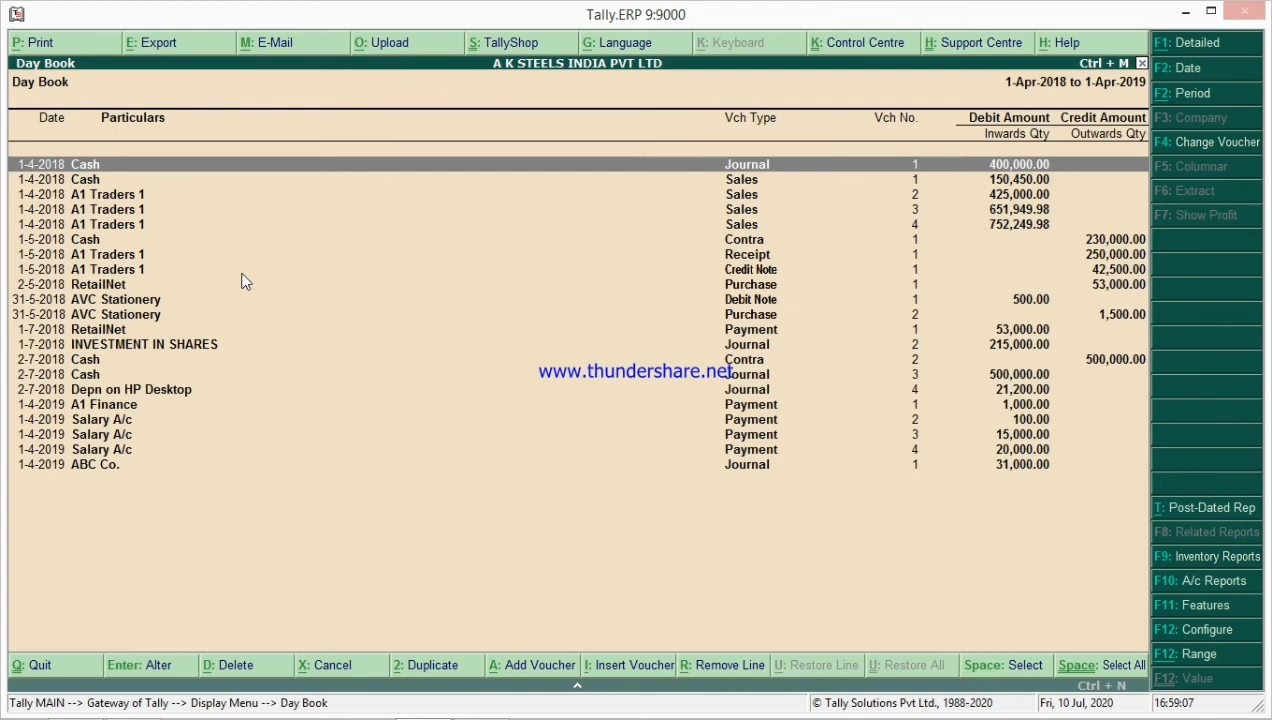 Tally.ERP 9:9000
P: Print E: Export M: E-Mail O: Upload S: TallyShop G: Language K: Keyboard K: Control Centre H: Support Centre H: Help
Day Book A K STEELS INDIA PVT LTD Ctrl + M
Day Book 1-Apr-2018 to 1-Apr-2019
Date Particulars Vch Type Vch No. Debit Amount Credit Amount
Inwards Qty Outwards Qty
1-4-2018 Cash Journal 1 400,000.00
1-4-2018 Cash Sales 1 150,450.00
1-4-2018 A1 Traders 1 Sales 2 425,000.00
1-4-2018 A1 Traders 1 Sales 3 651,949.98
1-4-2018 A1 Traders 1 Sales 4 752,249.98
1-5-2018 Cash Contra 1 230,000.00
1-5-2018 A1 Traders 1 Receipt 1 250,000.00
1-5-2018 A1 Traders 1 Credit Note 1 42,500.00
2-5-2018 RetailNet Purchase 1 53,000.00
31-5-2018 AVC Stationery Debit Note 1 500.00
31-5-2018 AVC Stationery Purchase 2 1,500.00
1-7-2018 RetailNet Payment 1 53,000.00
1-7-2018 INVESTMENT IN SHARES Journal 2 215,000.00
2-7-2018 Cash Contra 2 500,000.00
www.thundershare.net
2-7-2018 Cash Journal 3 500,000.00
2-7-2018 Depn on HP Desktop Journal 4 21,200.00
1-4-2019 A1 Finance Payment 1 1,000.00
1-4-2019 Salary A/c Payment 2 100.00
1-4-2019 Salary A/c Payment 3 15,000.00
1-4-2019 Salary A/c Payment 4 20,000.00
1-4-2019 ABC Co. Journal 1 31,000.00
F1: Detailed
F2: Date
F2: Period
F3: Company
F4: Change Voucher
F5: Columnar
F6: Extract
F7: Show Profit
T: Post-Dated Rep
F8: Related Reports
F9: Inventory Reports
F10: A/c Reports
F11: Features
F12: Configure
F12: Range
F12: Value
Q: Quit Enter: Alter D: Delete X: Cancel 2: Duplicate A: Add Voucher I: Insert Voucher R: Remove Line U: Restore Line U: Restore All Space: Select Space: Select All
Ctrl + N
Tally MAIN --> Gateway of Tally --> Display Menu --> Day Book © Tally Solutions Pvt Ltd., 1988-2020 Fri, 10 Jul, 2020 16:59:07